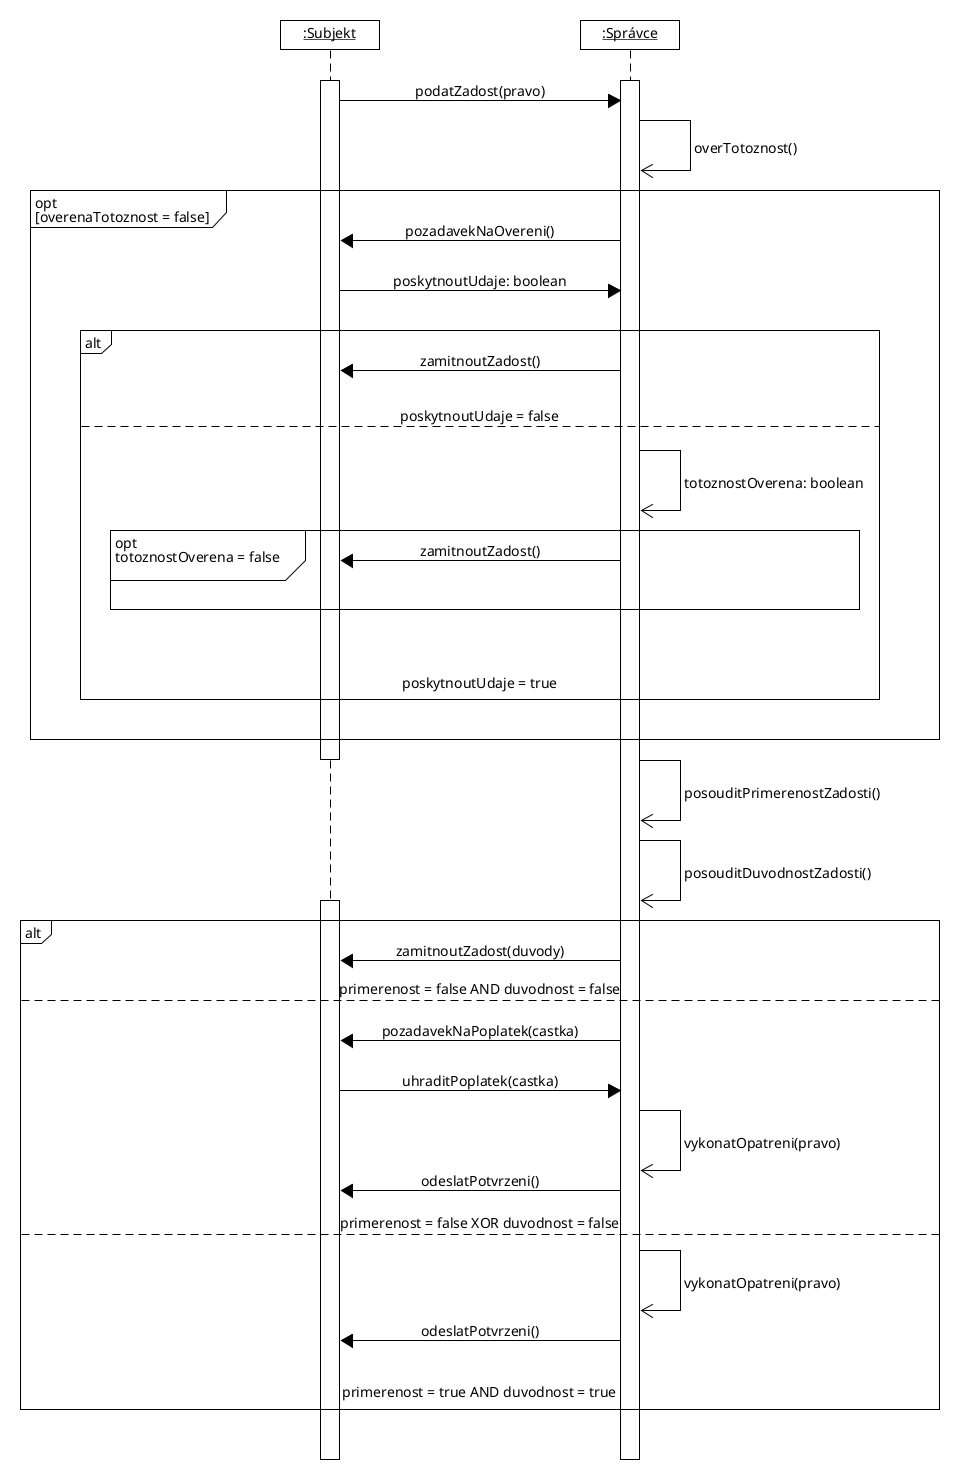 :Subjekt
:Správce
podatZadost(pravo)
overTotoznost()
opt
[overenaTotoznost = false]
pozadavekNaOvereni()
poskytnoutUdaje: boolean
alt
zamitnoutZadost()
poskytnoutUdaje = false
totoznostOverena: boolean
opt
totoznostOverena = false
zamitnoutZadost()
poskytnoutUdaje = true
posouditPrimerenostZadosti()
posouditDuvodnostZadosti()
alt
zamitnoutZadost(duvody)
primerenost = false AND duvodnost = false
pozadavekNaPoplatek(castka)
uhraditPoplatek(castka)
vykonatOpatreni(pravo)
odeslatPotvrzeni()
primerenost = false XOR duvodnost = false
vykonatOpatreni(pravo)
odeslatPotvrzeni()
primerenost = true AND duvodnost = true